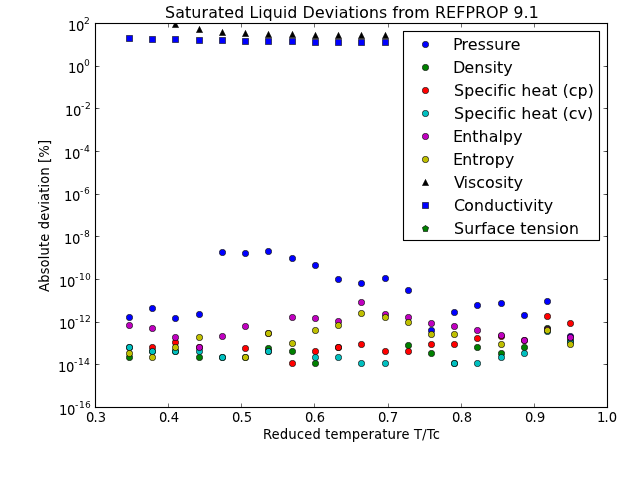 Saturated Liquid Deviations from REFPROP 9.1
Absolute deviation [%]
10^2
10^0
10^-2
10^-4
10^-6
10^-8
10^-10
10^-12
10^-14
10^-16
Pressure
Density
Specific heat (cp)
Specific heat (cv)
Enthalpy
Entropy
Viscosity
Conductivity
Surface tension
0.3 0.4 0.5 0.6 0.7 0.8 0.9 1.0
Reduced temperature T/Tc